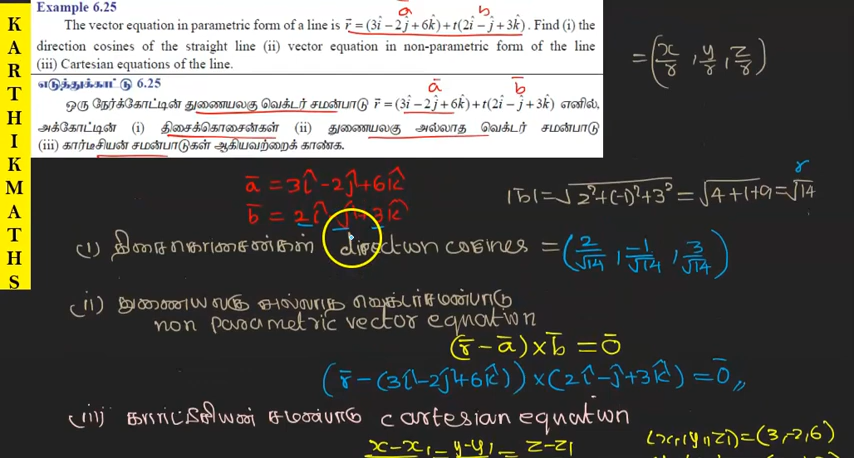 KARTHIKMATHS
Example 6.25
a̅ b
The vector equation in parametric form of a line is r̅ = (3î − 2ĵ + 6k̂) + t(2î − ĵ + 3k̂). Find (i) the
direction cosines of the straight line (ii) vector equation in non-parametric form of the line
(iii) Cartesian equations of the line.
எடுத்துக்காட்டு 6.25
a̅ b̅
ஒரு நேர்க்கோட்டின் துணையலகு வெக்டர் சமன்பாடு r̅ = (3î − 2ĵ + 6k̂) + t(2î − ĵ + 3k̂) எனில்,
அக்கோட்டின் (i) திசைக்கொசைன்கள் (ii) துணையலகு அல்லாத வெக்டர் சமன்பாடு
(iii) கார்டீசியன் சமன்பாடுகள் ஆகியவற்றைக் காண்க.
= (x/r, y/r, z/r)
a̅ = 3î − 2ĵ + 6k̂
b̅ = 2î − ĵ + 3k̂
|b̅| = √2²+(-1)²+3² = √4+1+9 = √14 r
(i) திசைகொசைன்கள் direction cosines = (2/√14, -1/√14, 3/√14)
(ii) துணையலகு அல்லாத வெக்டர்சமன்பாடு
non parametric vector equation
(r̅ − a̅) × b̅ = 0̅
(r̅ − (3î − 2ĵ + 6k̂)) × (2î − ĵ + 3k̂) = 0̅,,
(iii) கார்ட்டீசியன் சமன்பாடு cartesian equation
x−x₁ = y−y₁ = z−z₁
(x₁,y₁,z₁) = (3,-2,6)